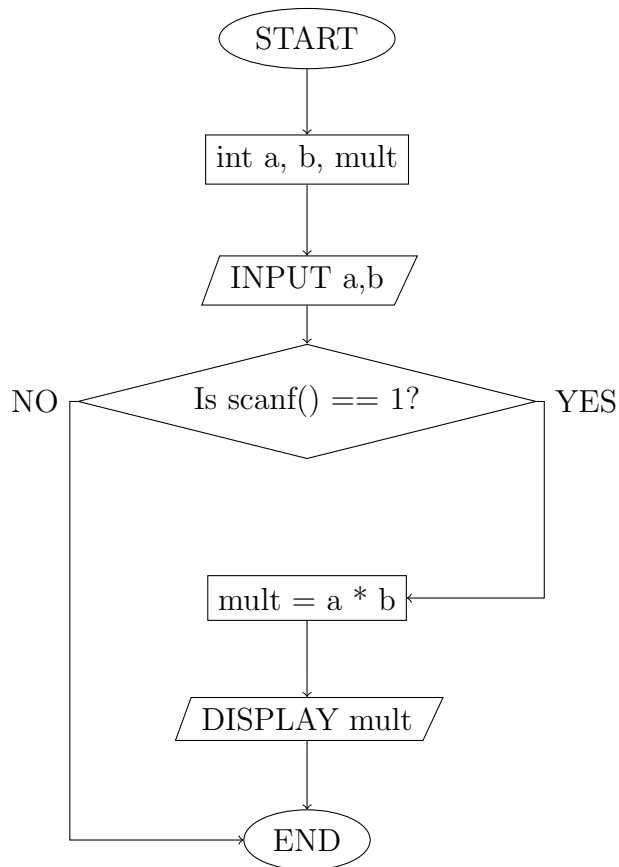 START
int a, b, mult
INPUT a,b
NO
Is scanf() == 1?
YES
mult = a * b
DISPLAY mult
END